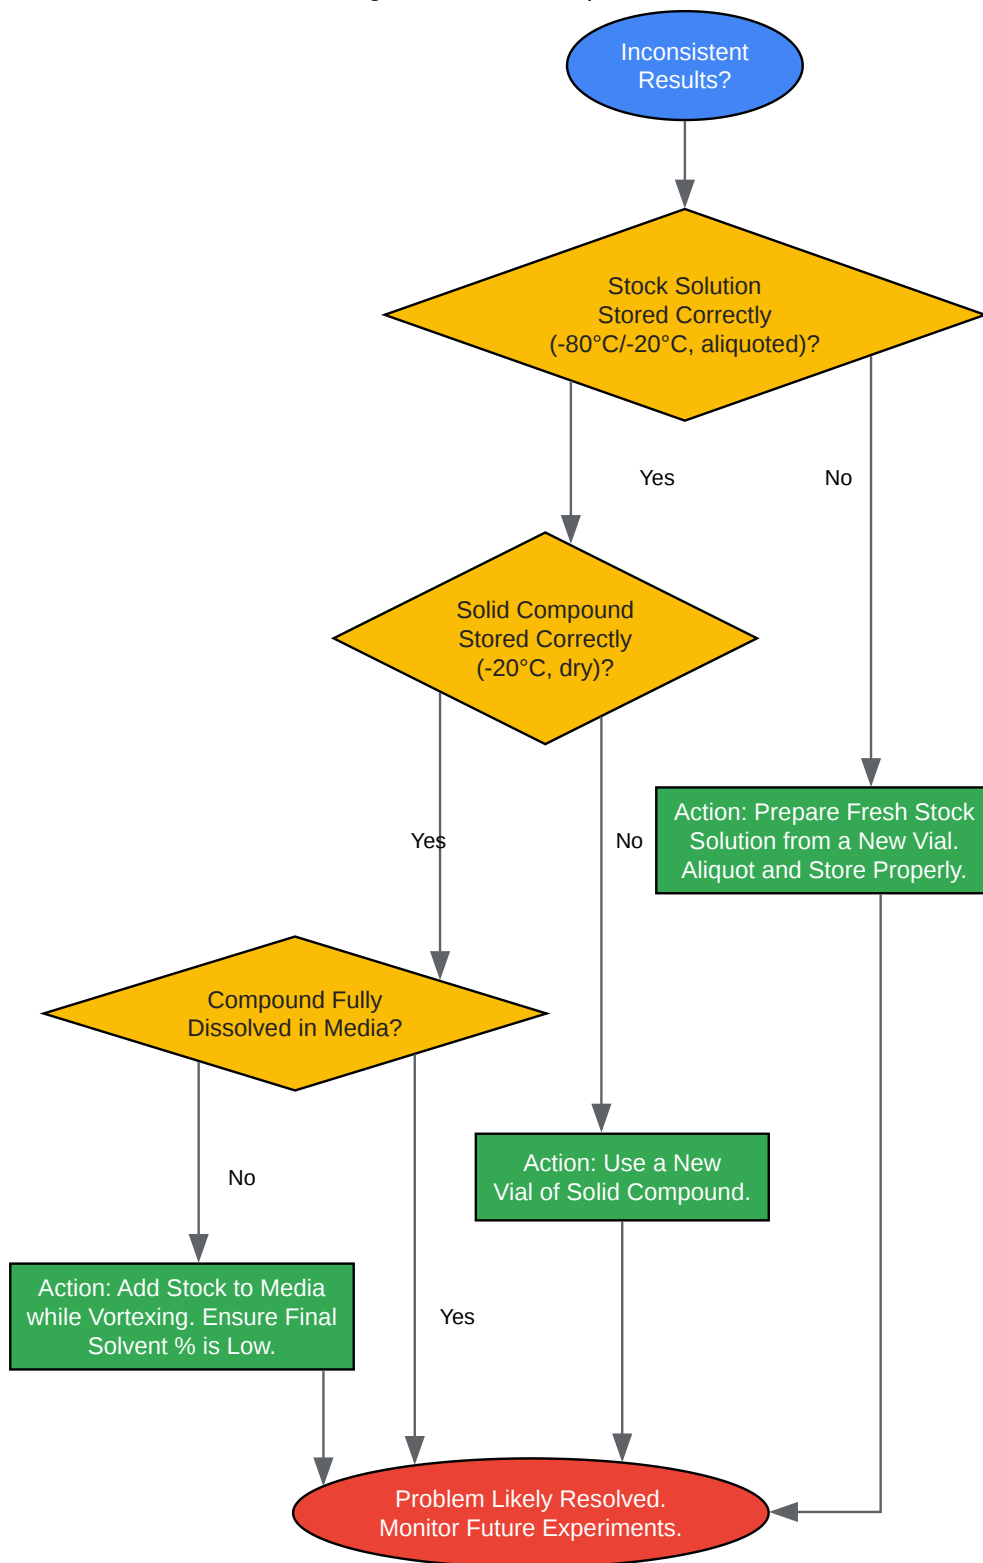 Inconsistent
Results?
Stock Solution
Stored Correctly
(-80°C/-20°C, aliquoted)?
Yes
No
Solid Compound
Stored Correctly
(-20°C, dry)?
Action: Prepare Fresh Stock
Solution from a New Vial.
Aliquot and Store Properly.
Yes
No
Compound Fully
Dissolved in Media?
Action: Use a New
Vial of Solid Compound.
No
Action: Add Stock to Media
while Vortexing. Ensure Final
Solvent % is Low.
Yes
Problem Likely Resolved.
Monitor Future Experiments.